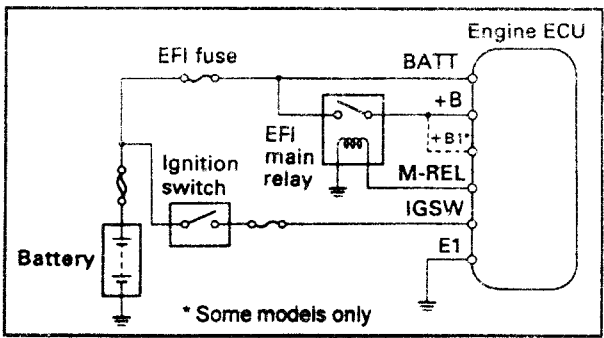 Engine ECU
EFI fuse
BATT
+B
+B1*
EFI
main
relay
Ignition
switch
M-REL
IGSW
E1
Battery
* Some models only